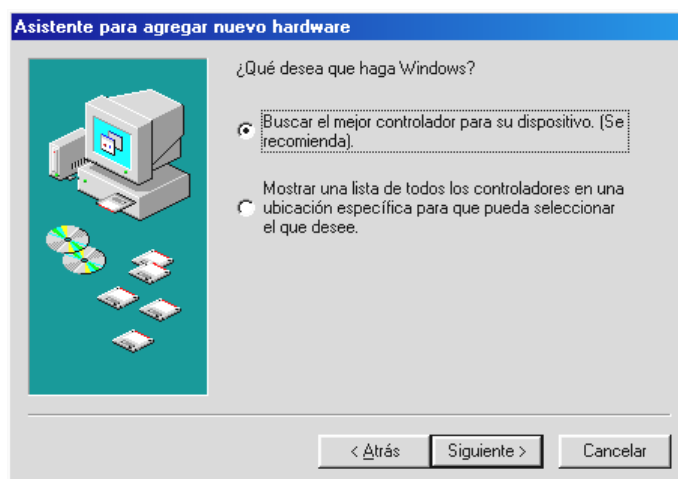 Asistente para agregar nuevo hardware
¿Qué desea que haga Windows?
Buscar el mejor controlador para su dispositivo. (Se
recomienda).
Mostrar una lista de todos los controladores en una
ubicación específica para que pueda seleccionar
el que desee.
< Atrás
Siguiente >
Cancelar